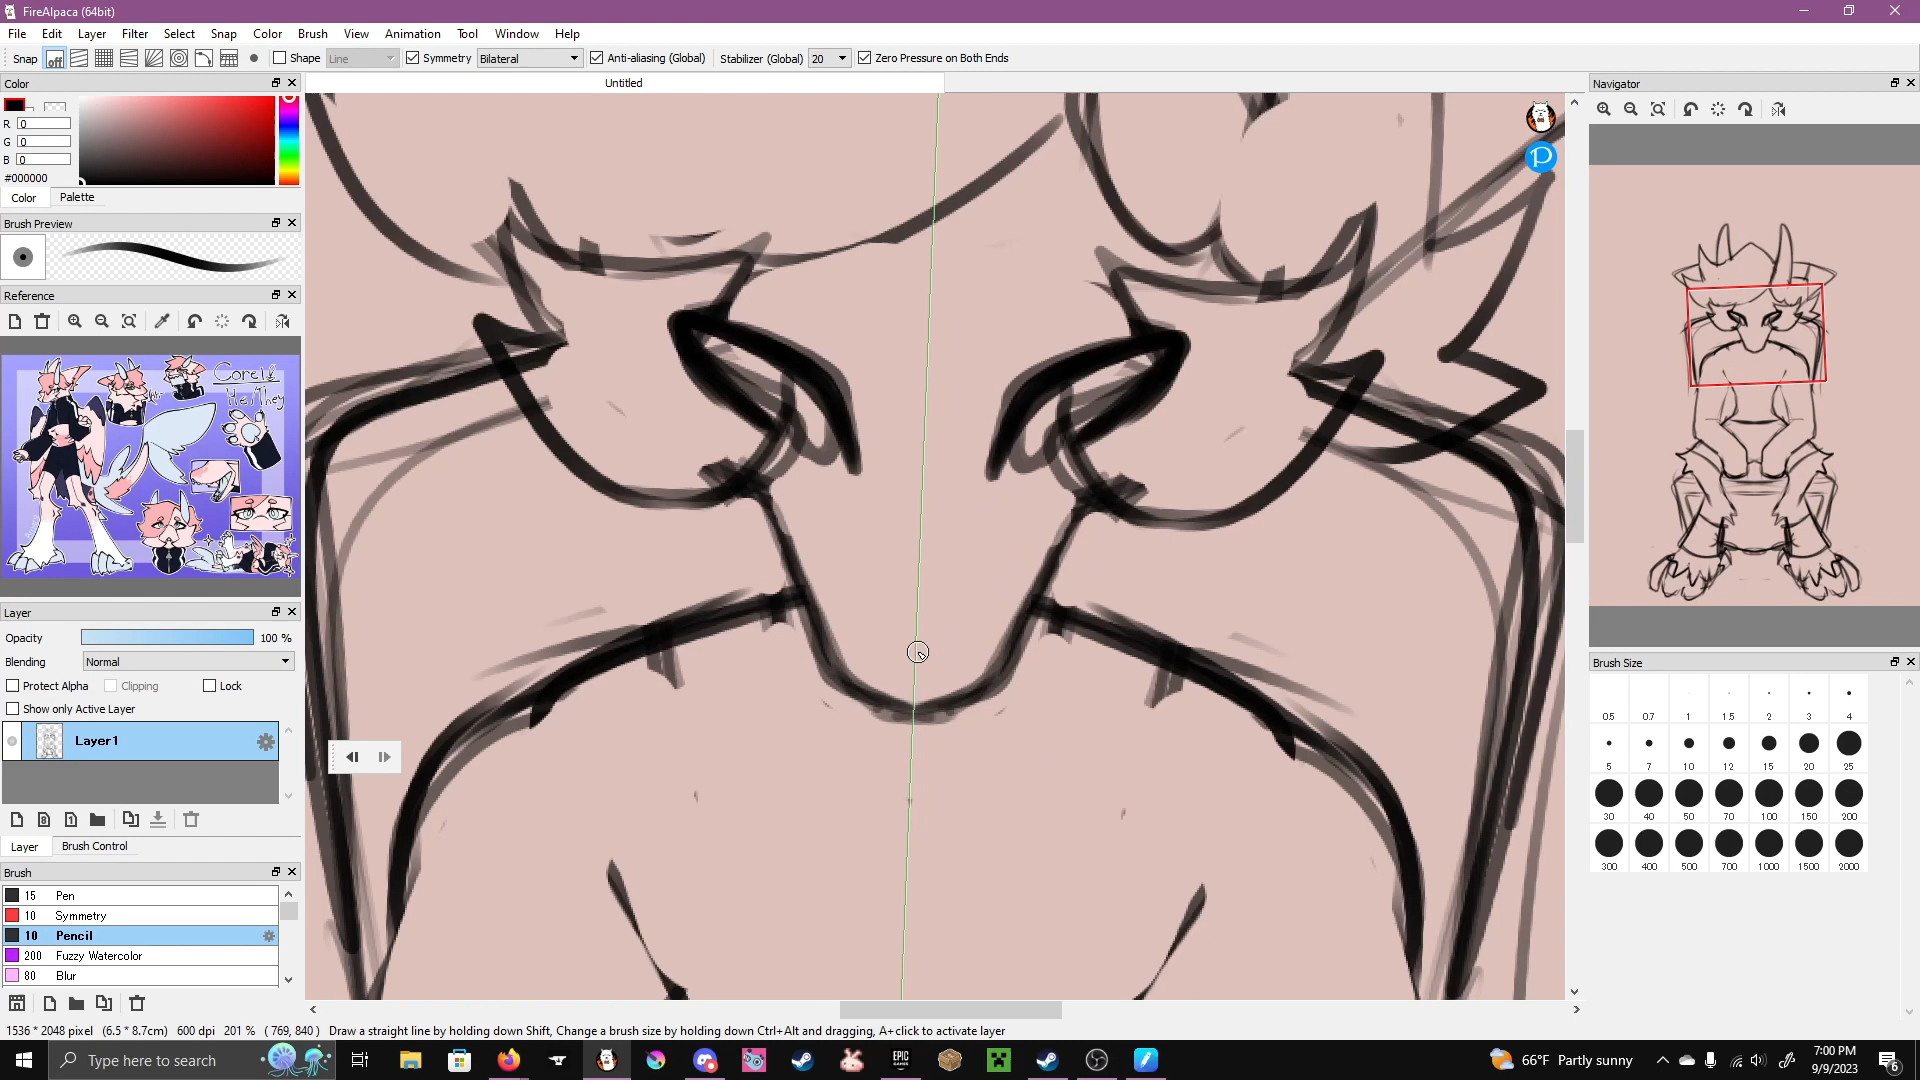 FireAlpaca (64bit)
File Edit Layer Filter Select Snap Color Brush View Animation Tool Window Help
Snap off Shape Line Symmetry Bilateral Anti-aliasing (Global) Stabilizer (Global) 20 Zero Pressure on Both Ends
Color
Untitled
Navigator
R 0
G 0
B 0
#000000
Color Palette
Brush Preview
Reference
Corel
He/They
Layer
Opacity 100 %
Blending Normal
Protect Alpha Clipping Lock
Show only Active Layer
Layer1
Layer Brush Control
Brush
15 Pen
10 Symmetry
10 Pencil
200 Fuzzy Watercolor
80 Blur
Brush Size
0.5 0.7 1 1.5 2 3 4
5 7 10 12 15 20 25
30 40 50 70 100 150 200
300 400 500 700 1000 1500 2000
1536 * 2048 pixel (6.5 * 8.7cm) 600 dpi 201 % ( 769, 840 ) Draw a straight line by holding down Shift, Change a brush size by holding down Ctrl+Alt and dragging, A+click to activate layer
Type here to search
EPIC GAMES
66°F Partly sunny
7:00 PM
9/9/2023
6